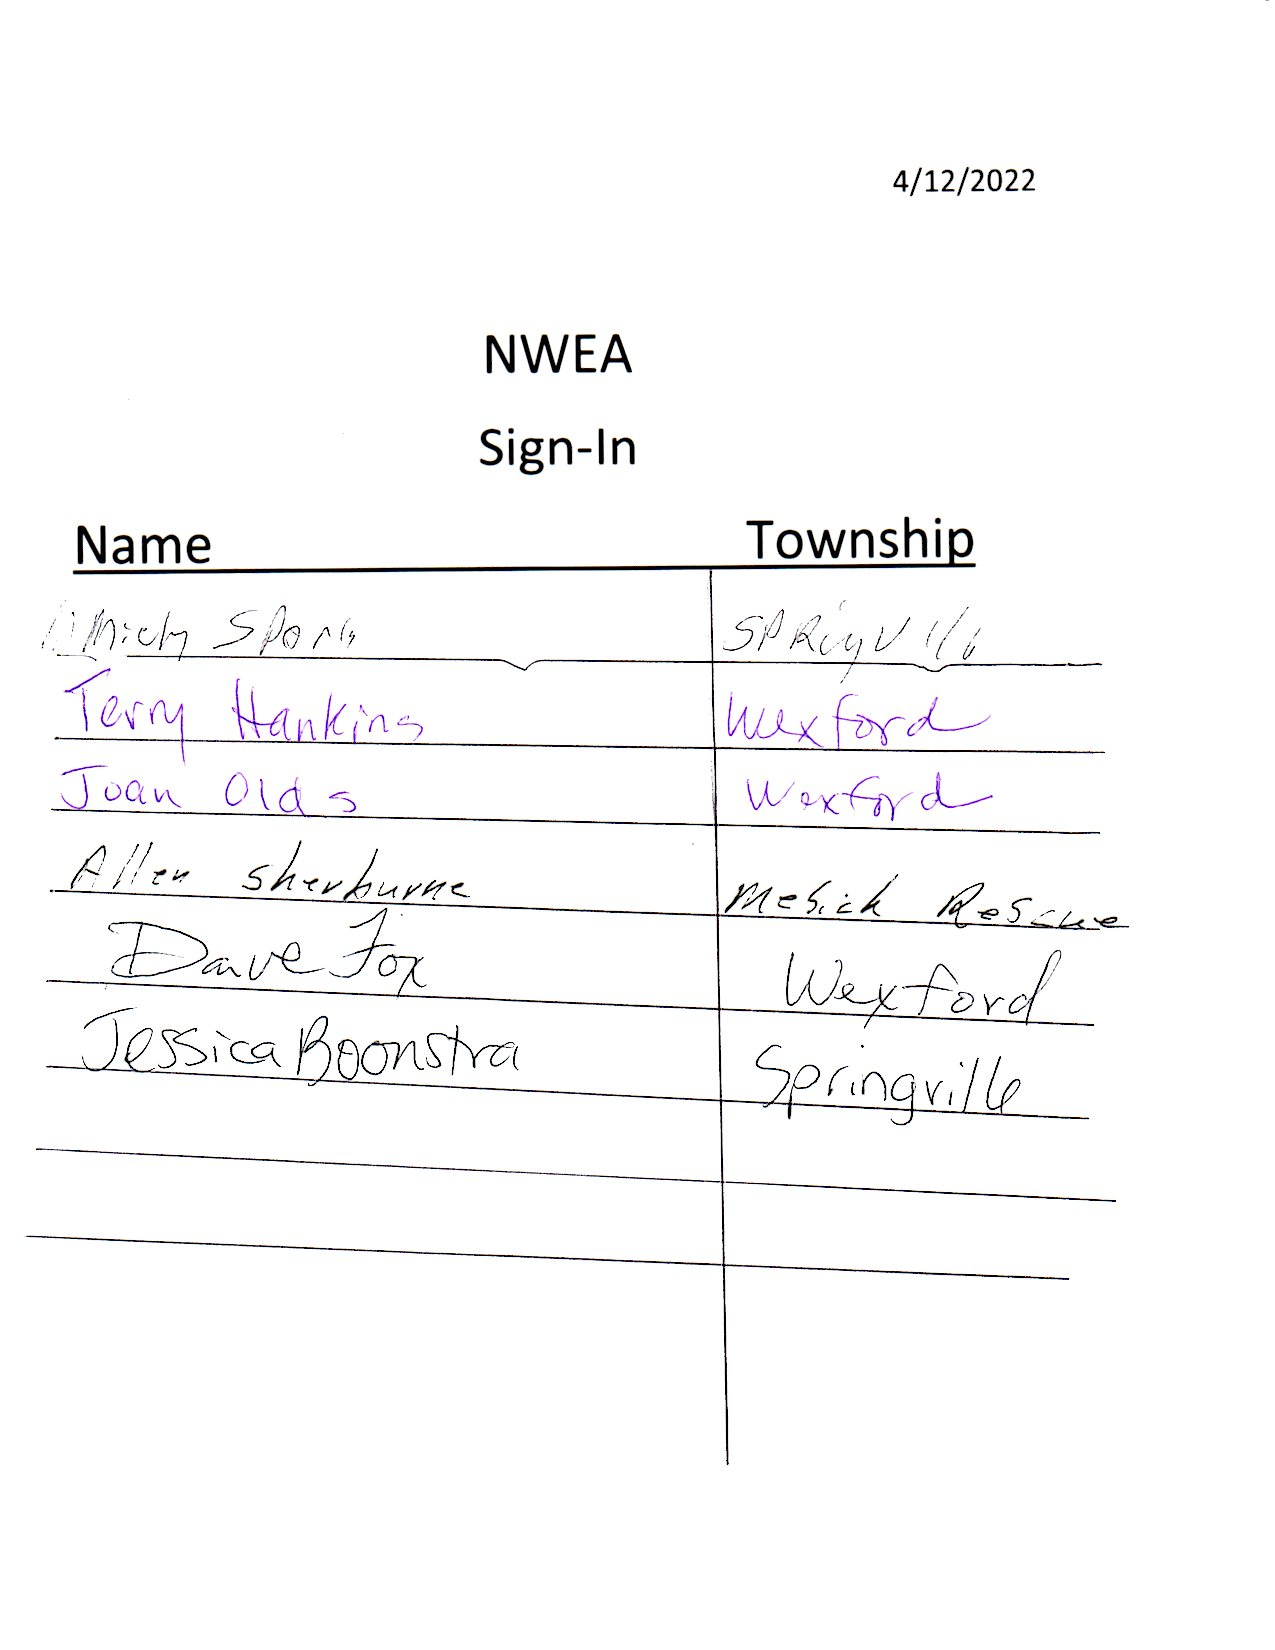 4/12/2022
NWEA
Sign-In
Name Township
Springville
Terry Hankins Wexford
Joan Olds Wexford
Allen Sherburne Mesick Rescue
Dave Fox Wexford
Jessica Boonstra Springville